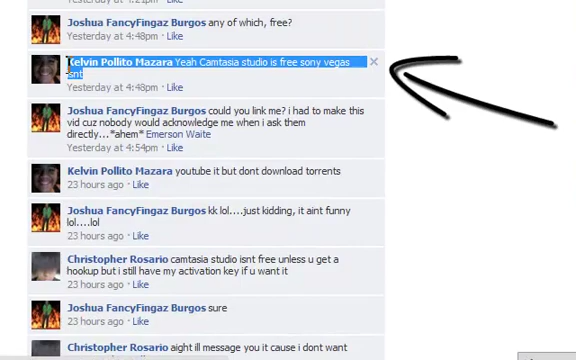 Yesterday at 4:21pm · Like
Joshua FancyFingaz Burgos any of which, free?
Yesterday at 4:48pm · Like
Kelvin Pollito Mazara Yeah Camtasia studio is free sony vegas
isnt
Yesterday at 4:48pm · Like
Joshua FancyFingaz Burgos could you link me? i had to make this
vid cuz nobody would acknowledge me when i ask them
directly...*ahem* Emerson Waite
Yesterday at 4:54pm · Like
Kelvin Pollito Mazara youtube it but dont download torrents
23 hours ago · Like
Joshua FancyFingaz Burgos kk lol....just kidding, it aint funny
lol....lol
23 hours ago · Like
Christopher Rosario camtasia studio isnt free unless u get a
hookup but i still have my activation key if u want it
23 hours ago · Like
Joshua FancyFingaz Burgos sure
23 hours ago · Like
Christopher Rosario aight ill message you it cause i dont want